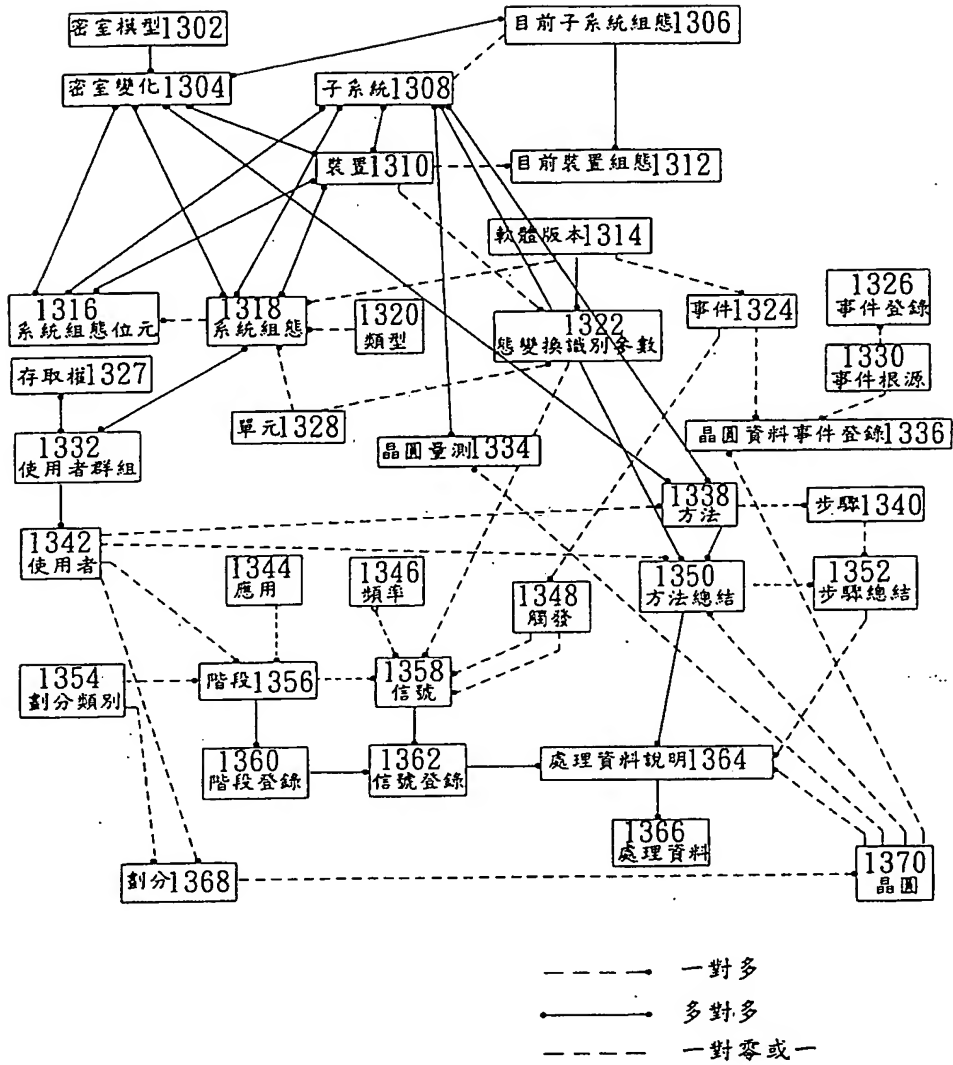 密室模型1302
目前子系統組態1306
密室變化1304
子系統1308
裝置1310
目前裝置組態1312
軟體版本1314
1316
系統組態位元
1318
系統組態
1320
類型
1322
態變換識別參數
事件1324
1326
事件登錄
存取權1327
1330
事件根源
單元1328
1332
使用者群組
晶圓量測1334
晶圓資料事件登錄1336
1338
方法
步驟1340
1342
使用者
1344
應用
1346
頻率
1348
觸發
1350
方法總結
1352
步驟總結
1354
劃分類別
階段1356
1358
信號
1360
階段登錄
1362
信號登錄
處理資料說明1364
1366
處理資料
劃分1368
1370
晶圓
一對多
多對多
一對零或一